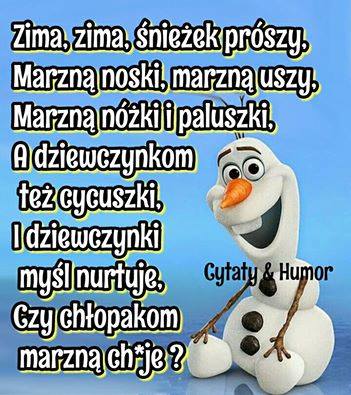 Zima, zima, śnieżek prószy,
Marzną noski, marzną uszy,
Marzną nóżki i paluszki,
A dziewczynkom
też cycuszki,
I dziewczynki
myśl nurtuje,
Czy chłopakom
marzną ch*je ?
Cytaty & Humor